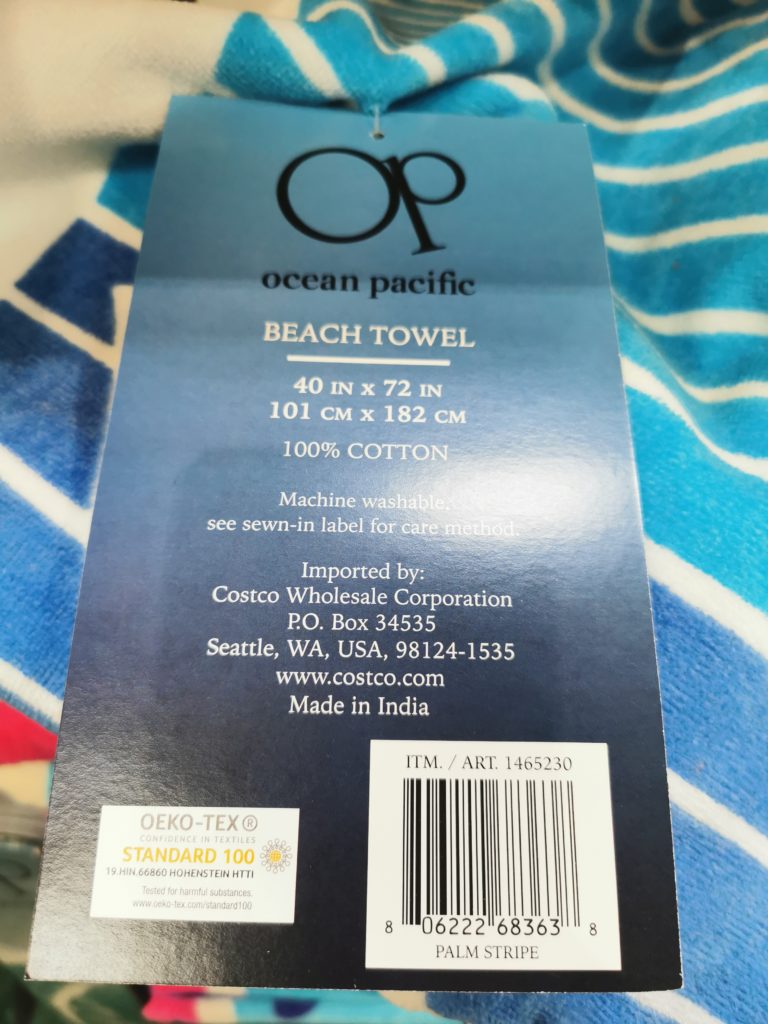 OP
ocean pacific
BEACH TOWEL
40 IN x 72 IN
101 CM x 182 CM
100% COTTON
Machine washable.
see sewn-in label for care method.
Imported by:
Costco Wholesale Corporation
P.O. Box 34535
Seattle, WA, USA, 98124-1535
www.costco.com
Made in India
OEKO-TEX®
CONFIDENCE IN TEXTILES
STANDARD 100
19.HIN.66860 HOHENSTEIN HTTI
Tested for harmful substances.
www.oeko-tex.com/standard100
ITM. / ART. 1465230
8 06222 68363 8
PALM STRIPE